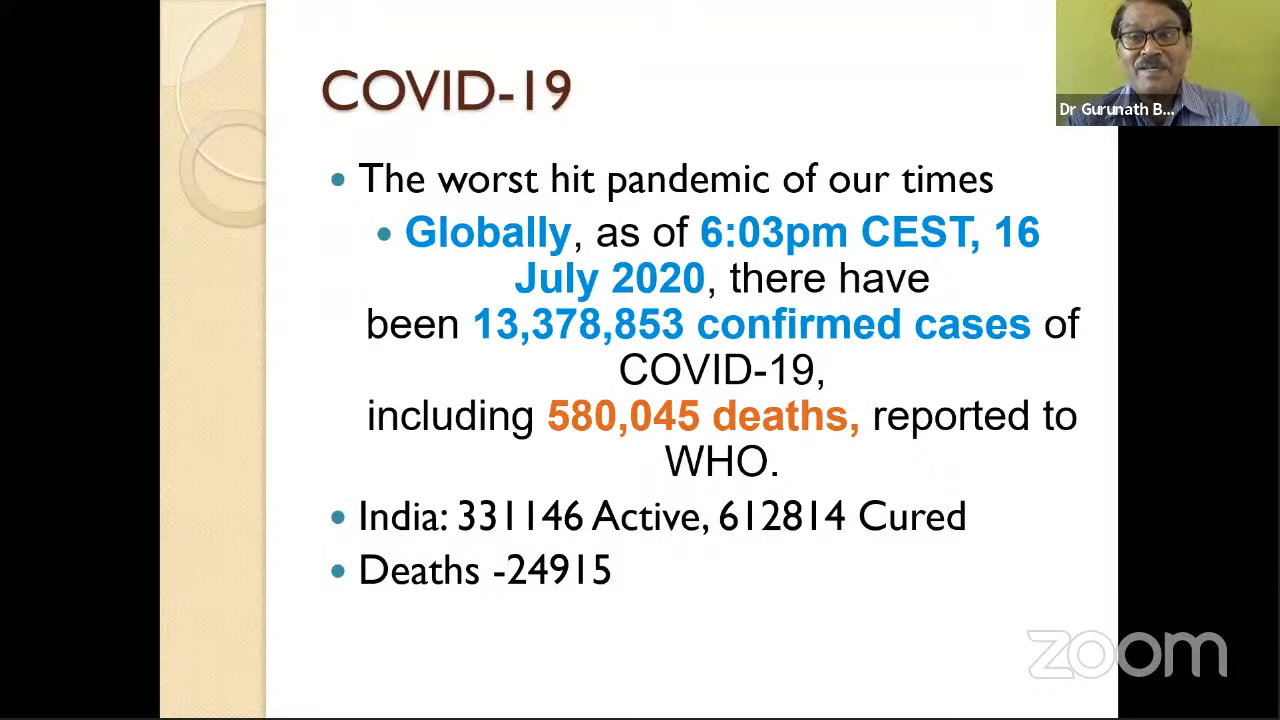 COVID-19
Dr Gurunath B...
• The worst hit pandemic of our times
• Globally, as of 6:03pm CEST, 16
July 2020, there have
been 13,378,853 confirmed cases of
COVID-19,
including 580,045 deaths, reported to
WHO.
• India: 331146 Active, 612814 Cured
• Deaths -24915
zoom